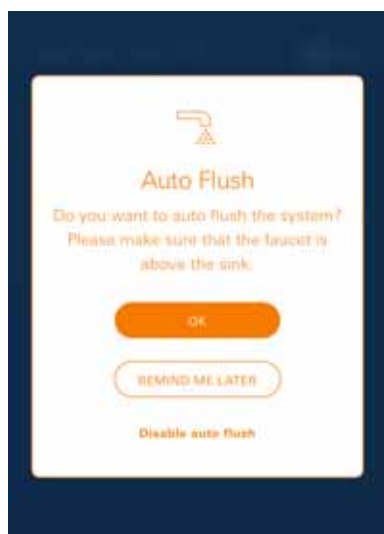 Auto Flush
Do you want to auto flush the system?
Please make sure that the faucet is
above the sink.
OK
REMIND ME LATER
Disable auto flush